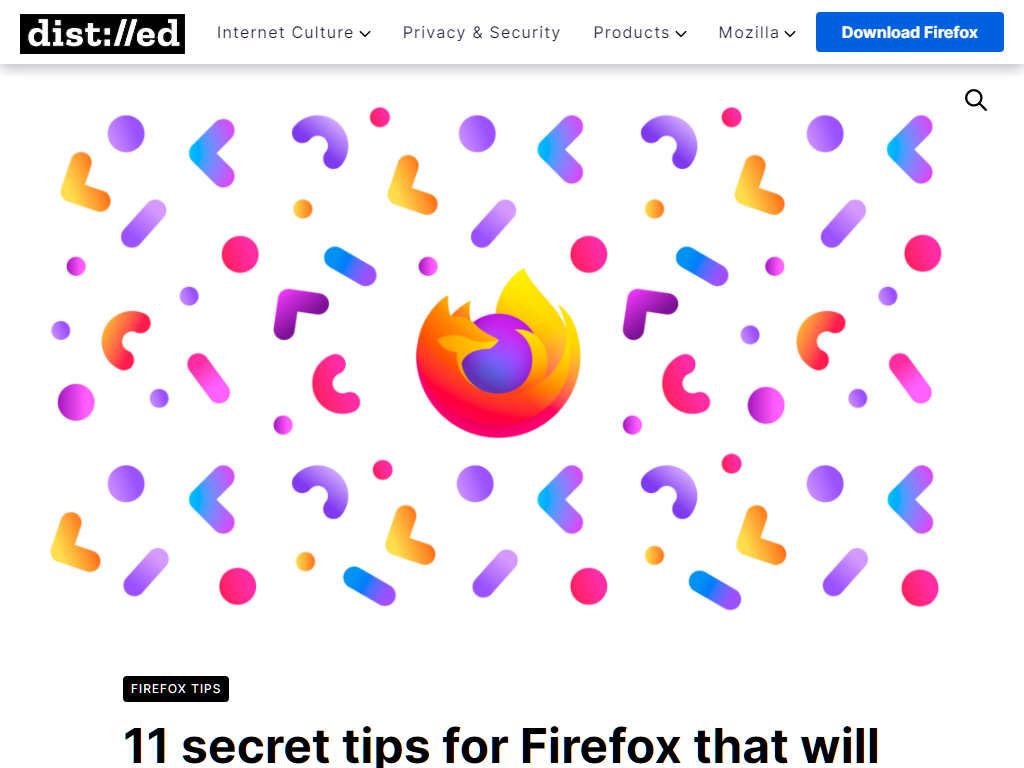 dist://ed
Internet Culture
Privacy & Security
Products
Mozilla
Download Firefox
FIREFOX TIPS
11 secret tips for Firefox that will